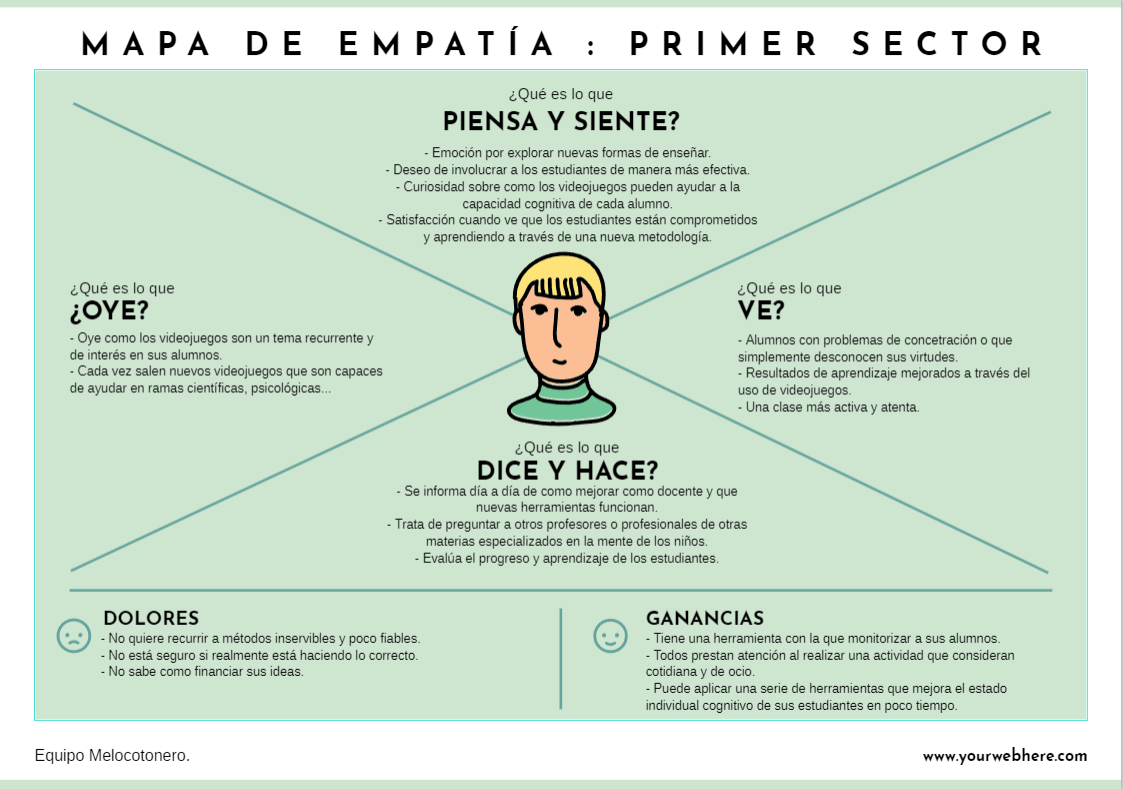 MAPA DE EMPATÍA : PRIMER SECTOR
¿Qué es lo que
PIENSA Y SIENTE?
- Emoción por explorar nuevas formas de enseñar.
- Deseo de involucrar a los estudiantes de manera más efectiva.
- Curiosidad sobre como los videojuegos pueden ayudar a la
capacidad cognitiva de cada alumno.
- Satisfacción cuando ve que los estudiantes están comprometidos
y aprendiendo a través de una nueva metodología.
¿Qué es lo que
¿OYE?
- Oye como los videojuegos son un tema recurrente y
de interés en sus alumnos.
- Cada vez salen nuevos videojuegos que son capaces
de ayudar en ramas científicas, psicológicas...
¿Qué es lo que
VE?
- Alumnos con problemas de concetración o que
simplemente desconocen sus virtudes.
- Resultados de aprendizaje mejorados a través del
uso de videojuegos.
- Una clase más activa y atenta.
¿Qué es lo que
DICE Y HACE?
- Se informa día a día de como mejorar como docente y que
nuevas herramientas funcionan.
- Trata de preguntar a otros profesores o profesionales de otras
materias especializados en la mente de los niños.
- Evalúa el progreso y aprendizaje de los estudiantes.
DOLORES
- No quiere recurrir a métodos inservibles y poco fiables.
- No está seguro si realmente está haciendo lo correcto.
- No sabe como financiar sus ideas.
GANANCIAS
- Tiene una herramienta con la que monitorizar a sus alumnos.
- Todos prestan atención al realizar una actividad que consideran
cotidiana y de ocio.
- Puede aplicar una serie de herramientas que mejora el estado
individual cognitivo de sus estudiantes en poco tiempo.
Equipo Melocotonero.
www.yourwebhere.com